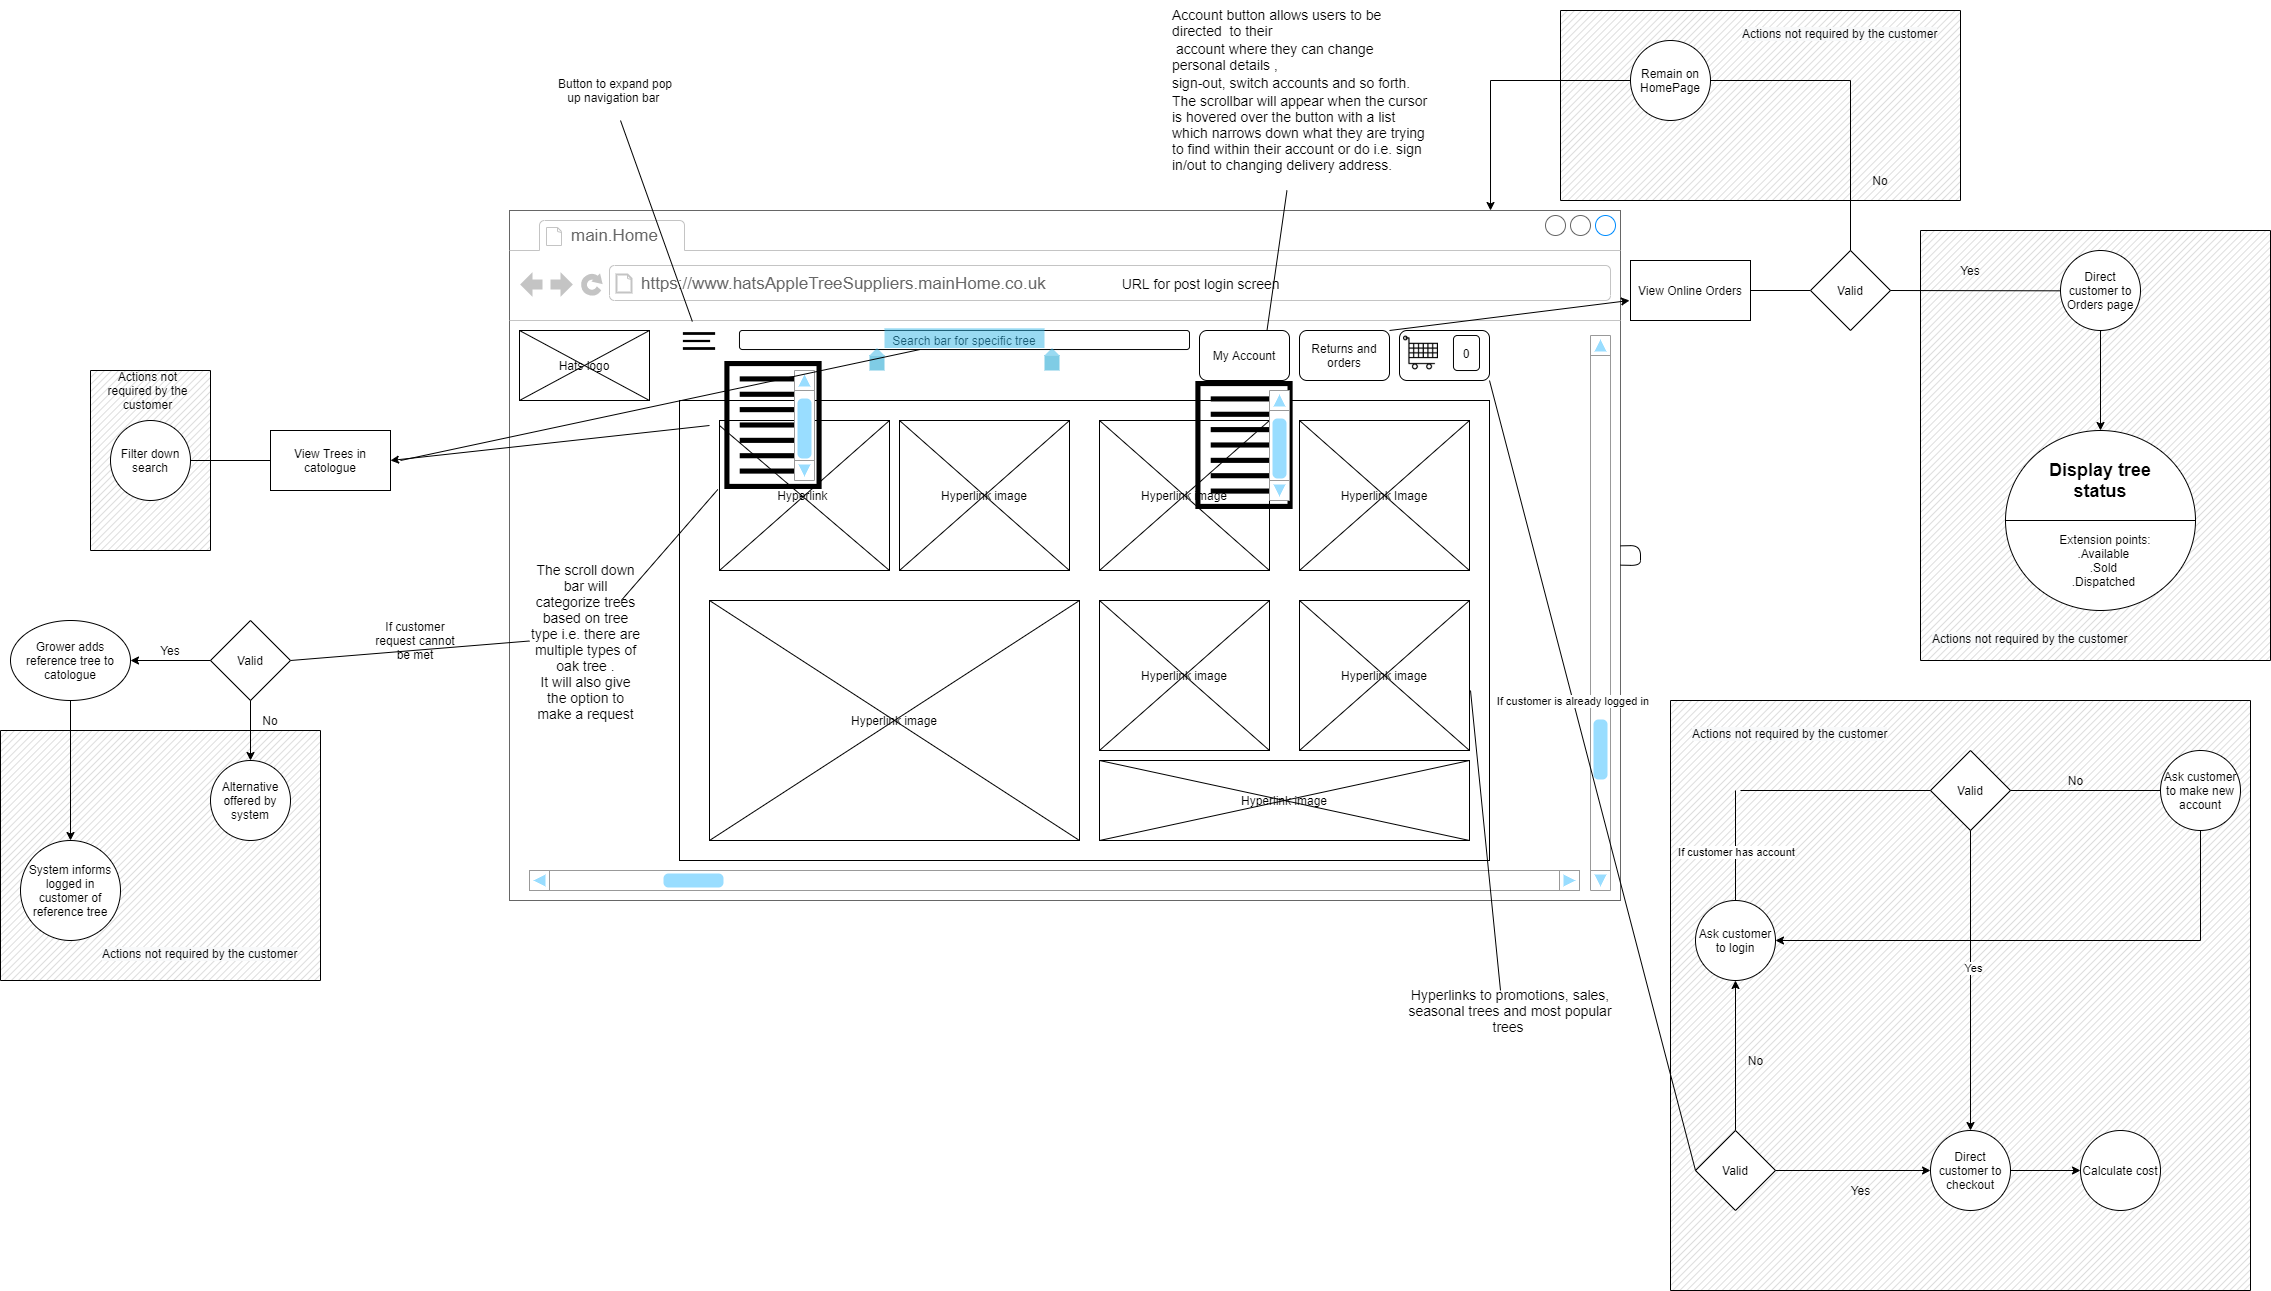 Account button allows users to be
directed  to their
account where they can change
personal details ,
sign-out, switch accounts and so forth.
The scrollbar will appear when the cursor
is hovered over the button with a list
which narrows down what they are trying
to find within their account or do i.e. sign
in/out to changing delivery address.
Actions not required by the customer
Remain on
HomePage
No
Button to expand pop
up navigation bar
main.Home
https://www.hatsAppleTreeSuppliers.mainHome.co.uk
URL for post login screen
View Online Orders
Valid
Yes
Direct
customer to
Orders page
Hats logo
Search bar for specific tree
My Account
Returns and
orders
0
Actions not
required by the
customer
Filter down
search
View Trees in
catologue
Hyperlink
Hyperlink image
Hyperlink image
Hyperlink Image
Display tree
status
Extension points:
.Available
.Sold
.Dispatched
Actions not required by the customer
The scroll down
bar will
categorize trees
based on tree
type i.e. there are
multiple types of
oak tree .
It will also give
the option to
make a request
If customer
request cannot
be met
Grower adds
reference tree to
catologue
Yes
Valid
No
Alternative
offered by
system
System informs
logged in
customer of
reference tree
Actions not required by the customer
Hyperlink image
Hyperlink image
Hyperlink image
Hyperlink image
If customer is already logged in
Actions not required by the customer
Valid
No
Ask customer
to make new
account
If customer has account
Ask customer
to login
Yes
Hyperlinks to promotions, sales,
seasonal trees and most popular
trees
No
Valid
Yes
Direct
customer to
checkout
Calculate cost